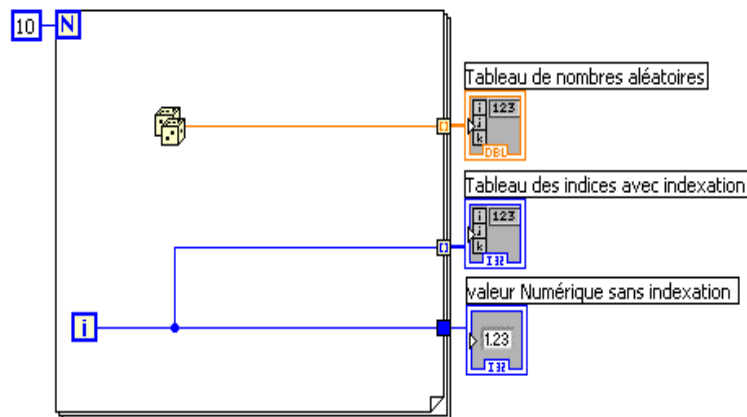 10 N
Tableau de nombres aléatoires
i 123
j
k
DBL
Tableau des indices avec indexation
i 123
j
k
I32
valeur Numérique sans indexation
i
1.23
I32